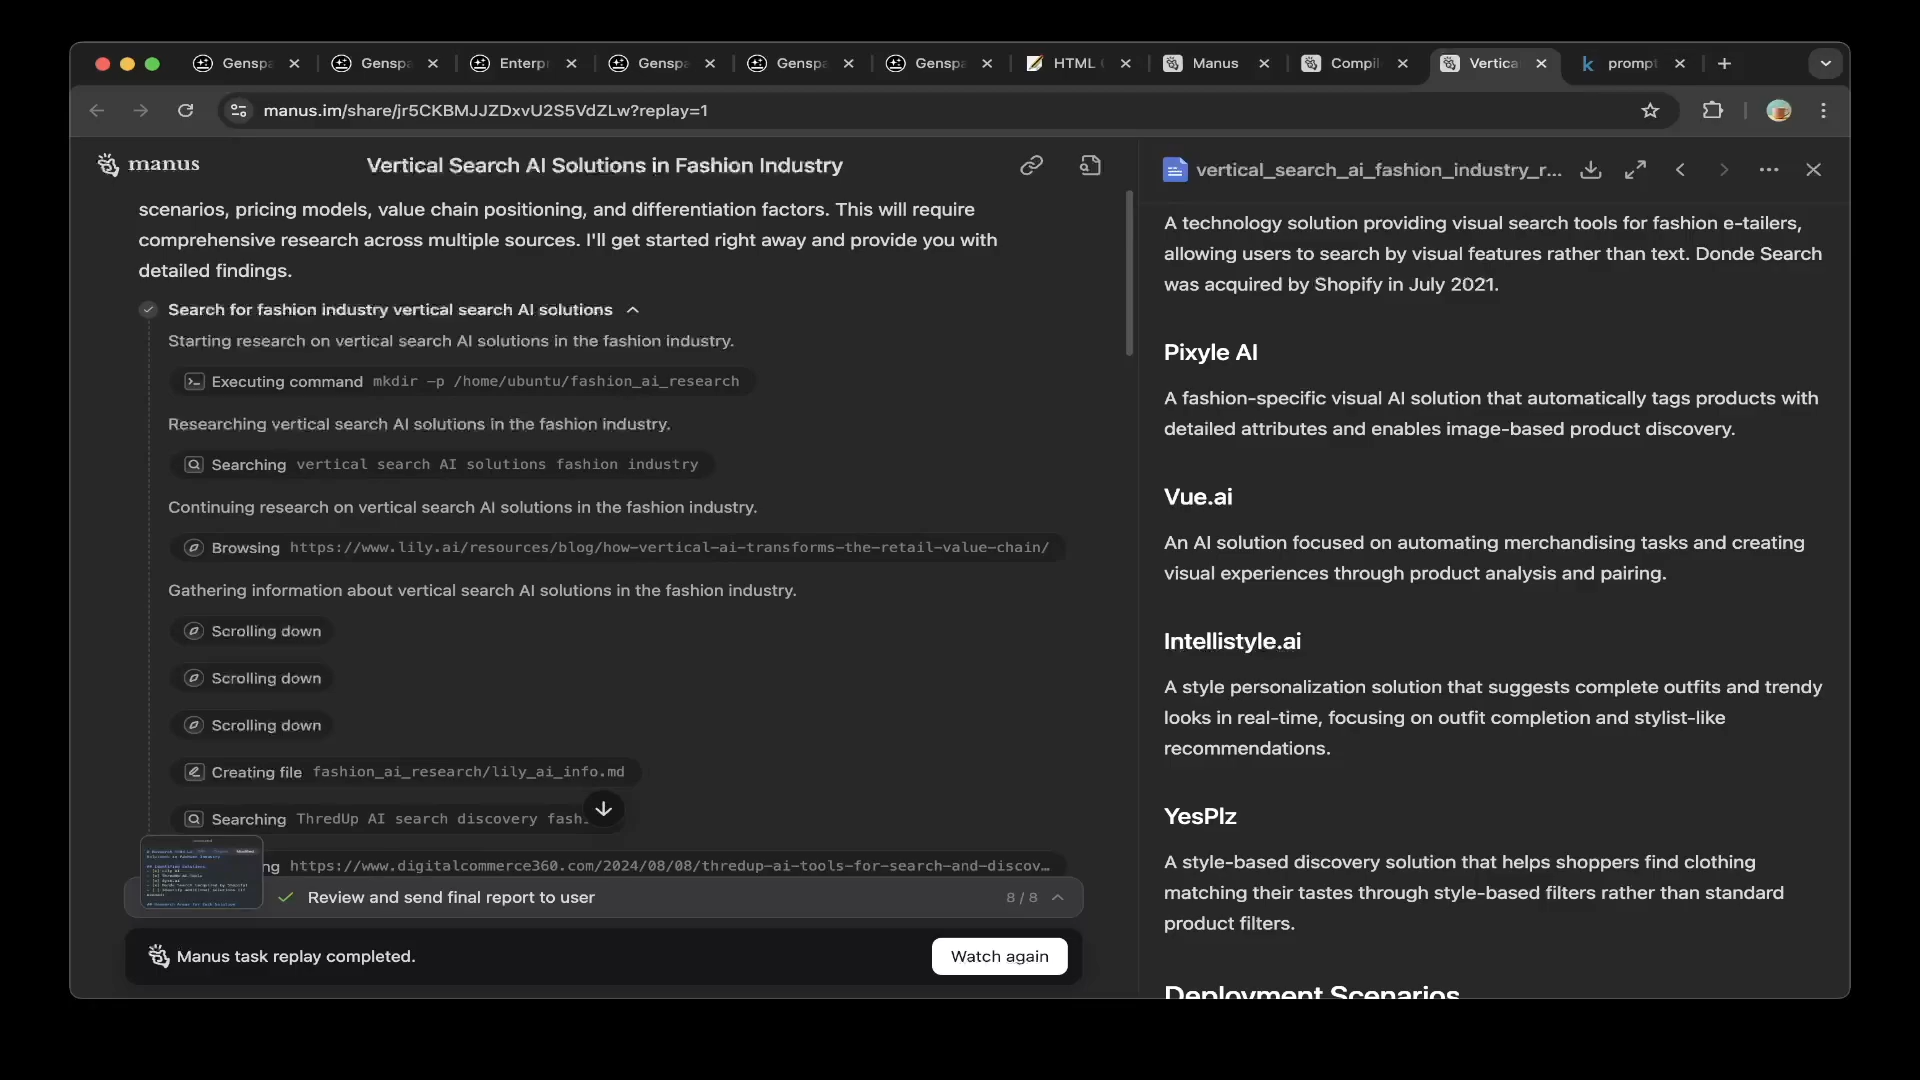 Genspa
Genspa
Enterpr
Genspa
Genspa
Genspa
HTML
Manus
Compil
Vertica
prompt
manus.im/share/jr5CKBMJJZDxvU2S5VdZLw?replay=1
manus
Vertical Search AI Solutions in Fashion Industry
scenarios, pricing models, value chain positioning, and differentiation factors. This will require
comprehensive research across multiple sources. I'll get started right away and provide you with
detailed findings.
Search for fashion industry vertical search AI solutions
Starting research on vertical search AI solutions in the fashion industry.
Executing command mkdir -p /home/ubuntu/fashion_ai_research
Researching vertical search AI solutions in the fashion industry.
Searching vertical search AI solutions fashion industry
Continuing research on vertical search AI solutions in the fashion industry.
Browsing https://www.lily.ai/resources/blog/how-vertical-ai-transforms-the-retail-value-chain/
Gathering information about vertical search AI solutions in the fashion industry.
Scrolling down
Scrolling down
Scrolling down
Creating file fashion_ai_research/lily_ai_info.md
Searching ThredUp AI search discovery fash
ng https://www.digitalcommerce360.com/2024/08/08/thredup-ai-tools-for-search-and-discov…
Review and send final report to user
8 / 8
Manus task replay completed.
Watch again
vertical_search_ai_fashion_industry_r...
A technology solution providing visual search tools for fashion e-tailers,
allowing users to search by visual features rather than text. Donde Search
was acquired by Shopify in July 2021.
Pixyle AI
A fashion-specific visual AI solution that automatically tags products with
detailed attributes and enables image-based product discovery.
Vue.ai
An AI solution focused on automating merchandising tasks and creating
visual experiences through product analysis and pairing.
Intellistyle.ai
A style personalization solution that suggests complete outfits and trendy
looks in real-time, focusing on outfit completion and stylist-like
recommendations.
YesPlz
A style-based discovery solution that helps shoppers find clothing
matching their tastes through style-based filters rather than standard
product filters.
Deployment Scenarios